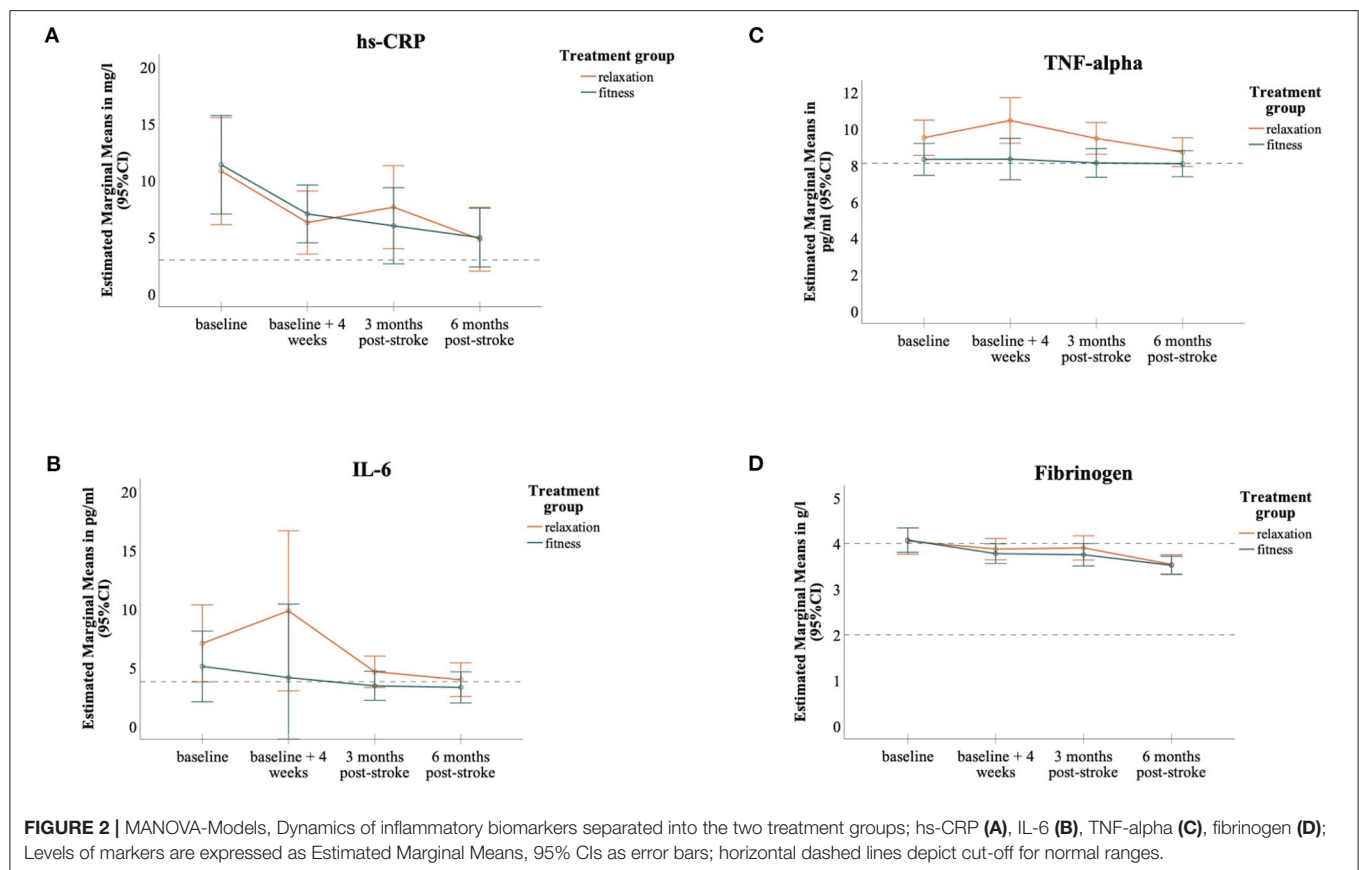 A
hs-CRP
Estimated Marginal Means in mg/l
(95%CI)
20
15
10
5
0
baseline
baseline + 4
weeks
3 months
post-stroke
6 months
post-stroke
Treatment group
relaxation
fitness
C
TNF-alpha
Estimated Marginal Means in
pg/ml (95%CI)
12
10
8
6
4
2
0
baseline
baseline + 4
weeks
3 months
post-stroke
6 months
post-stroke
Treatment
group
relaxation
fitness
B
IL-6
Estimated Marginal Means in pg/ml
(95%CI)
20
15
10
5
0
baseline
baseline + 4
weeks
3 months
post-stroke
6 months
post-stroke
Treatment
group
relaxation
fitness
D
Fibrinogen
Estimated Marginal Means in g/l
(95%CI)
5
4
3
2
1
0
baseline
baseline + 4
weeks
3 months
post-stroke
6 months
post-stroke
Treatment
group
relaxation
fitness
FIGURE 2 | MANOVA-Models, Dynamics of inflammatory biomarkers separated into the two treatment groups; hs-CRP (A), IL-6 (B), TNF-alpha (C), fibrinogen (D);
Levels of markers are expressed as Estimated Marginal Means, 95% CIs as error bars; horizontal dashed lines depict cut-off for normal ranges.